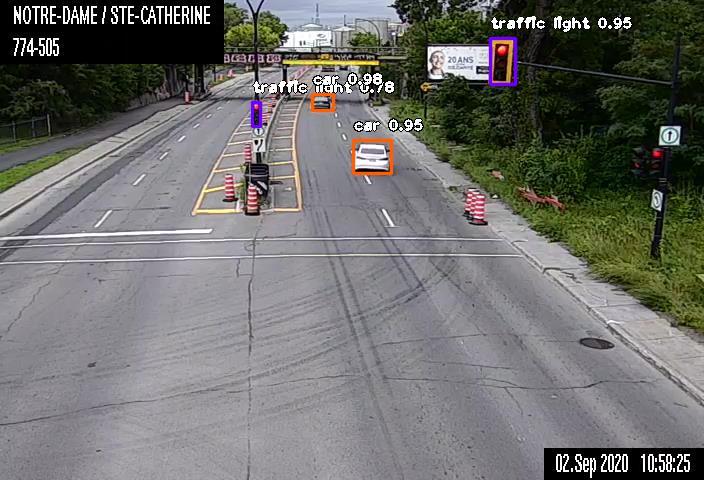 NOTRE-DAME / STE-CATHERINE
774-505
traffic light 0.95
car 0.98
traffic light 0.78
car 0.95
20 ANS
02.Sep 2020 10:58:25